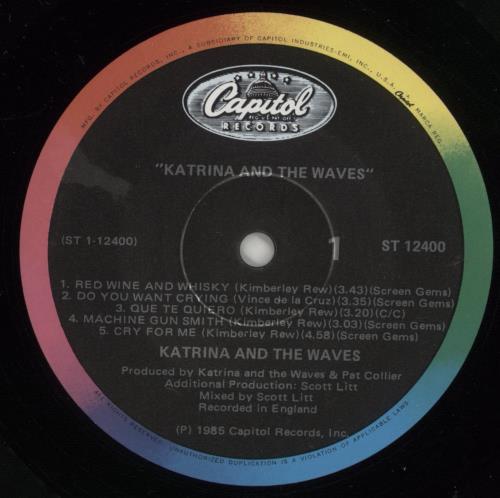 MFG. BY CAPITOL RECORDS, INC., A SUBSIDIARY OF CAPITOL INDUSTRIES-EMI, INC., U.S.A. Capitol MARCA REG.
Capitol
RECORDS
"KATRINA AND THE WAVES"
(ST 1-12400) 1 ST 12400
1. RED WINE AND WHISKY (Kimberley Rew)(3.43)(Screen Gems)
2. DO YOU WANT CRYING (Vince de la Cruz)(3.35)(Screen Gems)
3. QUE TE QUIERO (Kimberley Rew)(3.20)(C/C)
4. MACHINE GUN SMITH (Kimberley Rew)(3.03)(Screen Gems)
5. CRY FOR ME (Kimberley Rew)(4.58)(Screen Gems)
KATRINA AND THE WAVES
Produced by Katrina and the Waves & Pat Collier
Additional Production: Scott Litt
Mixed by Scott Litt
Recorded in England
(P) 1985 Capitol Records, Inc.
ALL RIGHTS RESERVED. UNAUTHORIZED DUPLICATION IS A VIOLATION OF APPLICABLE LAWS.